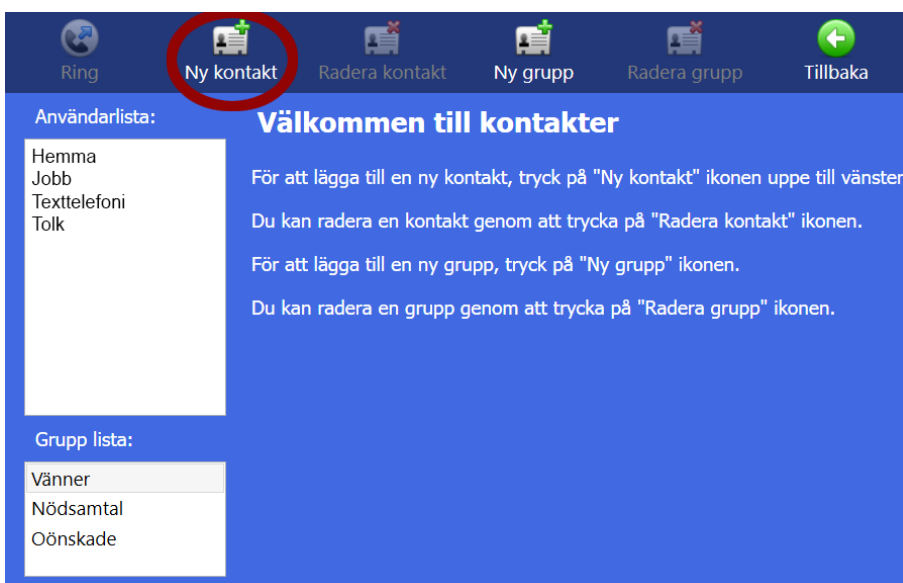 Ring
Ny kontakt
Radera kontakt
Ny grupp
Radera grupp
Tillbaka
Användarlista:
Hemma
Jobb
Texttelefoni
Tolk
Välkommen till kontakter
För att lägga till en ny kontakt, tryck på "Ny kontakt" ikonen uppe till vänster
Du kan radera en kontakt genom att trycka på "Radera kontakt" ikonen.
För att lägga till en ny grupp, tryck på "Ny grupp" ikonen.
Du kan radera en grupp genom att trycka på "Radera grupp" ikonen.
Grupp lista:
Vänner
Nödsamtal
Oönskade